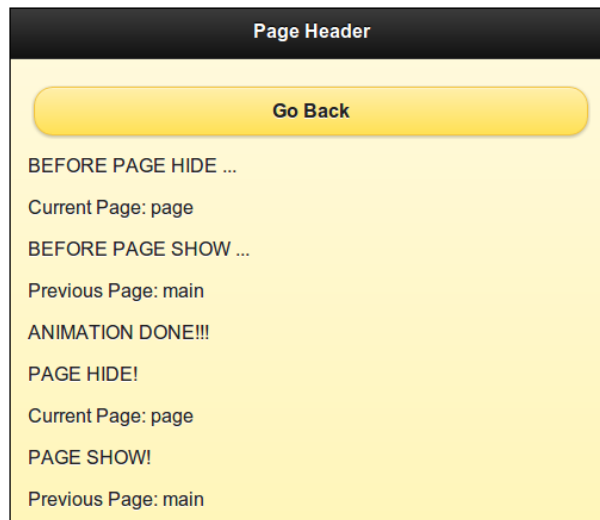 Page Header
Go Back
BEFORE PAGE HIDE ...
Current Page: page
BEFORE PAGE SHOW ...
Previous Page: main
ANIMATION DONE!!!
PAGE HIDE!
Current Page: page
PAGE SHOW!
Previous Page: main